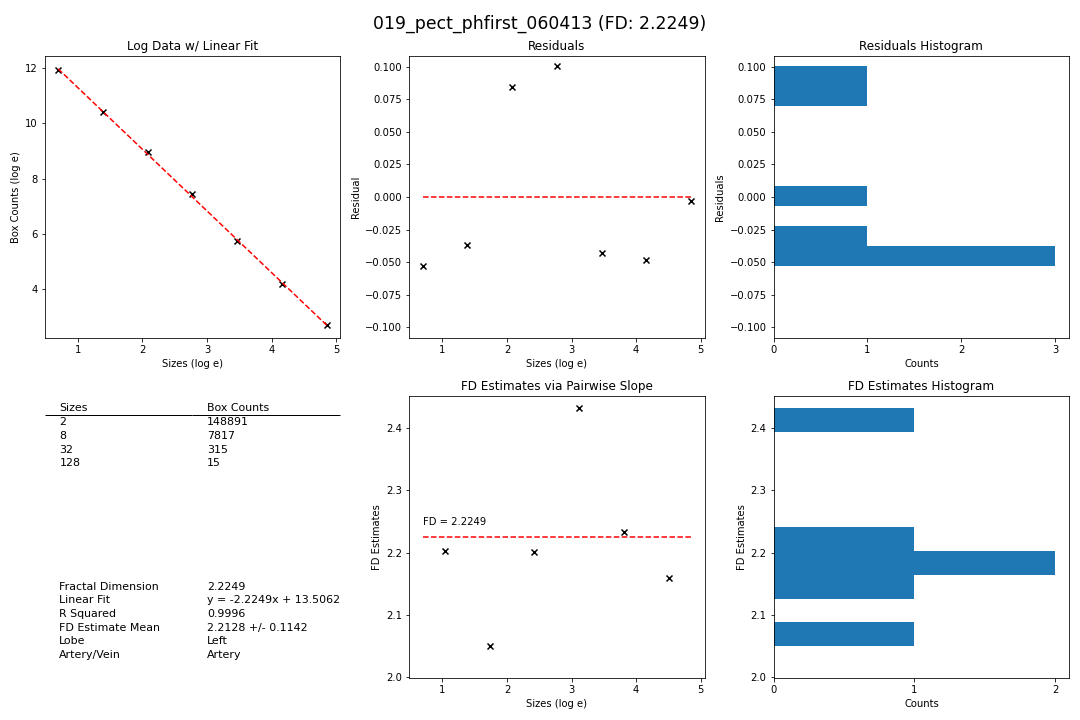 019_pect_phfirst_060413 (FD: 2.2249)
Log Data w/ Linear Fit
Box Counts (log e)
12
10
8
6
4
1 2 3 4 5
Sizes (log e)
Residuals
Residual
0.100
0.075
0.050
0.025
0.000
−0.025
−0.050
−0.075
−0.100
1 2 3 4 5
Sizes (log e)
Residuals Histogram
Residuals
0.100
0.075
0.050
0.025
0.000
−0.025
−0.050
−0.075
−0.100
0 1 2 3
Counts
Sizes Box Counts
2 148891
8 7817
32 315
128 15
Fractal Dimension 2.2249
Linear Fit y = -2.2249x + 13.5062
R Squared 0.9996
FD Estimate Mean 2.2128 +/- 0.1142
Lobe Left
Artery/Vein Artery
FD Estimates via Pairwise Slope
FD Estimates
2.4
2.3
2.2
2.1
2.0
FD = 2.2249
1 2 3 4 5
Sizes (log e)
FD Estimates Histogram
FD Estimates
2.4
2.3
2.2
2.1
2.0
0 1 2
Counts